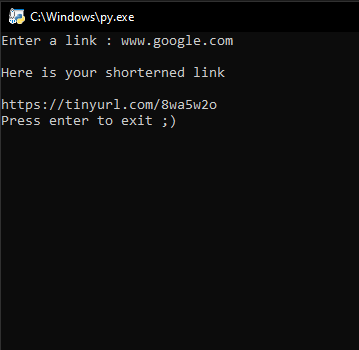 C:\Windows\py.exe
Enter a link : www.google.com
Here is your shorterned link
https://tinyurl.com/8wa5w2o
Press enter to exit ;)